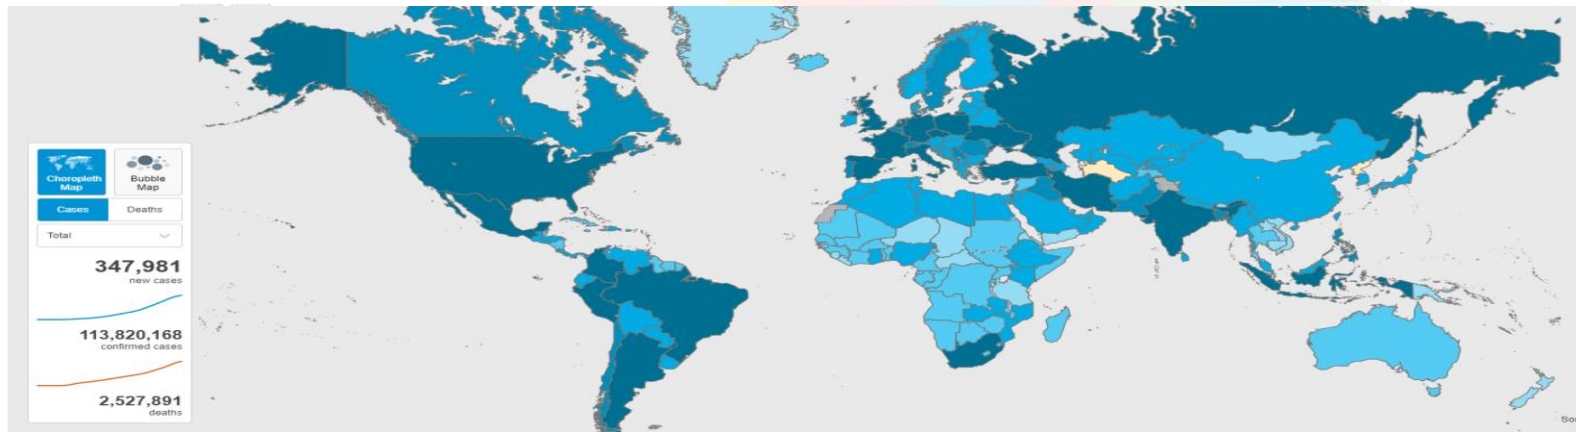 Choropleth
Map
Bubble
Map
Cases
Deaths
Total
347,981
new cases
113,820,168
confirmed cases
2,527,891
deaths